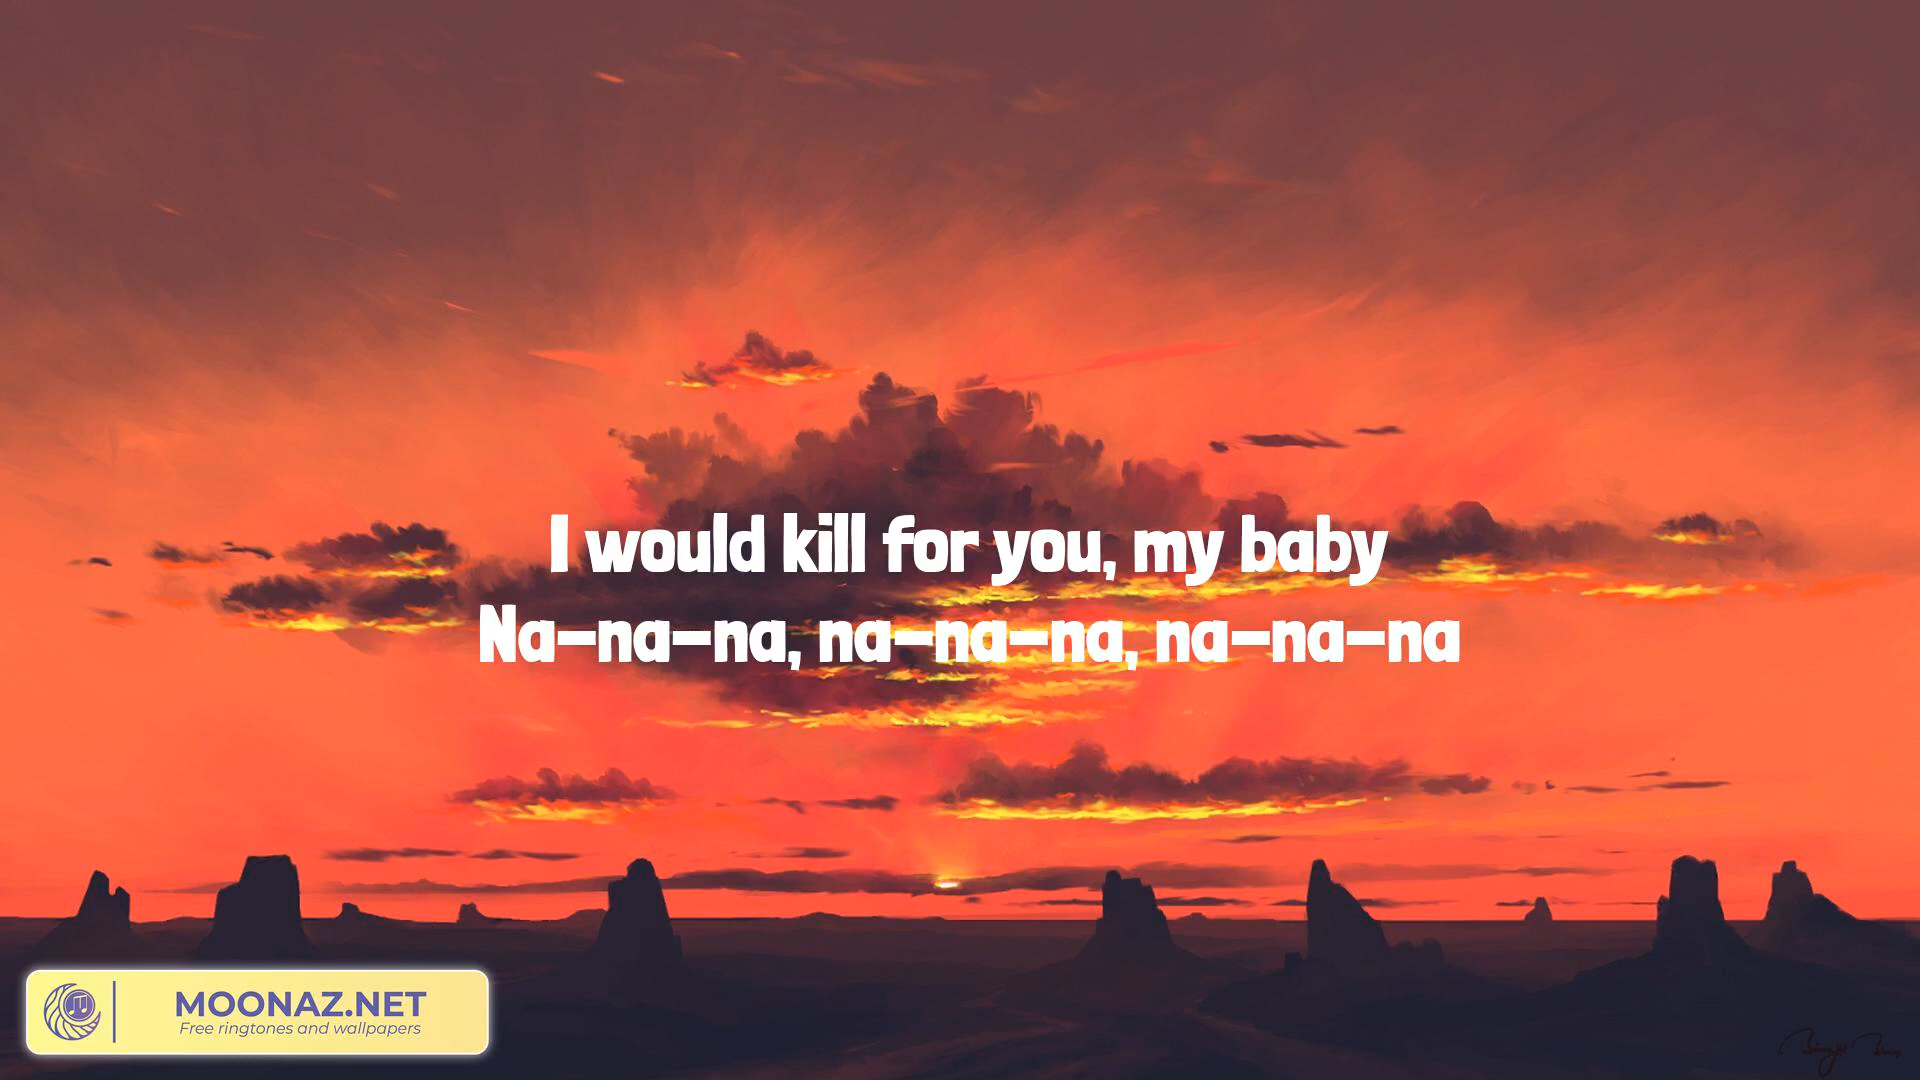 I would kill for you, my baby
Na-na-na, na-na-na, na-na-na
MOONAZ.NET
Free ringtones and wallpapers